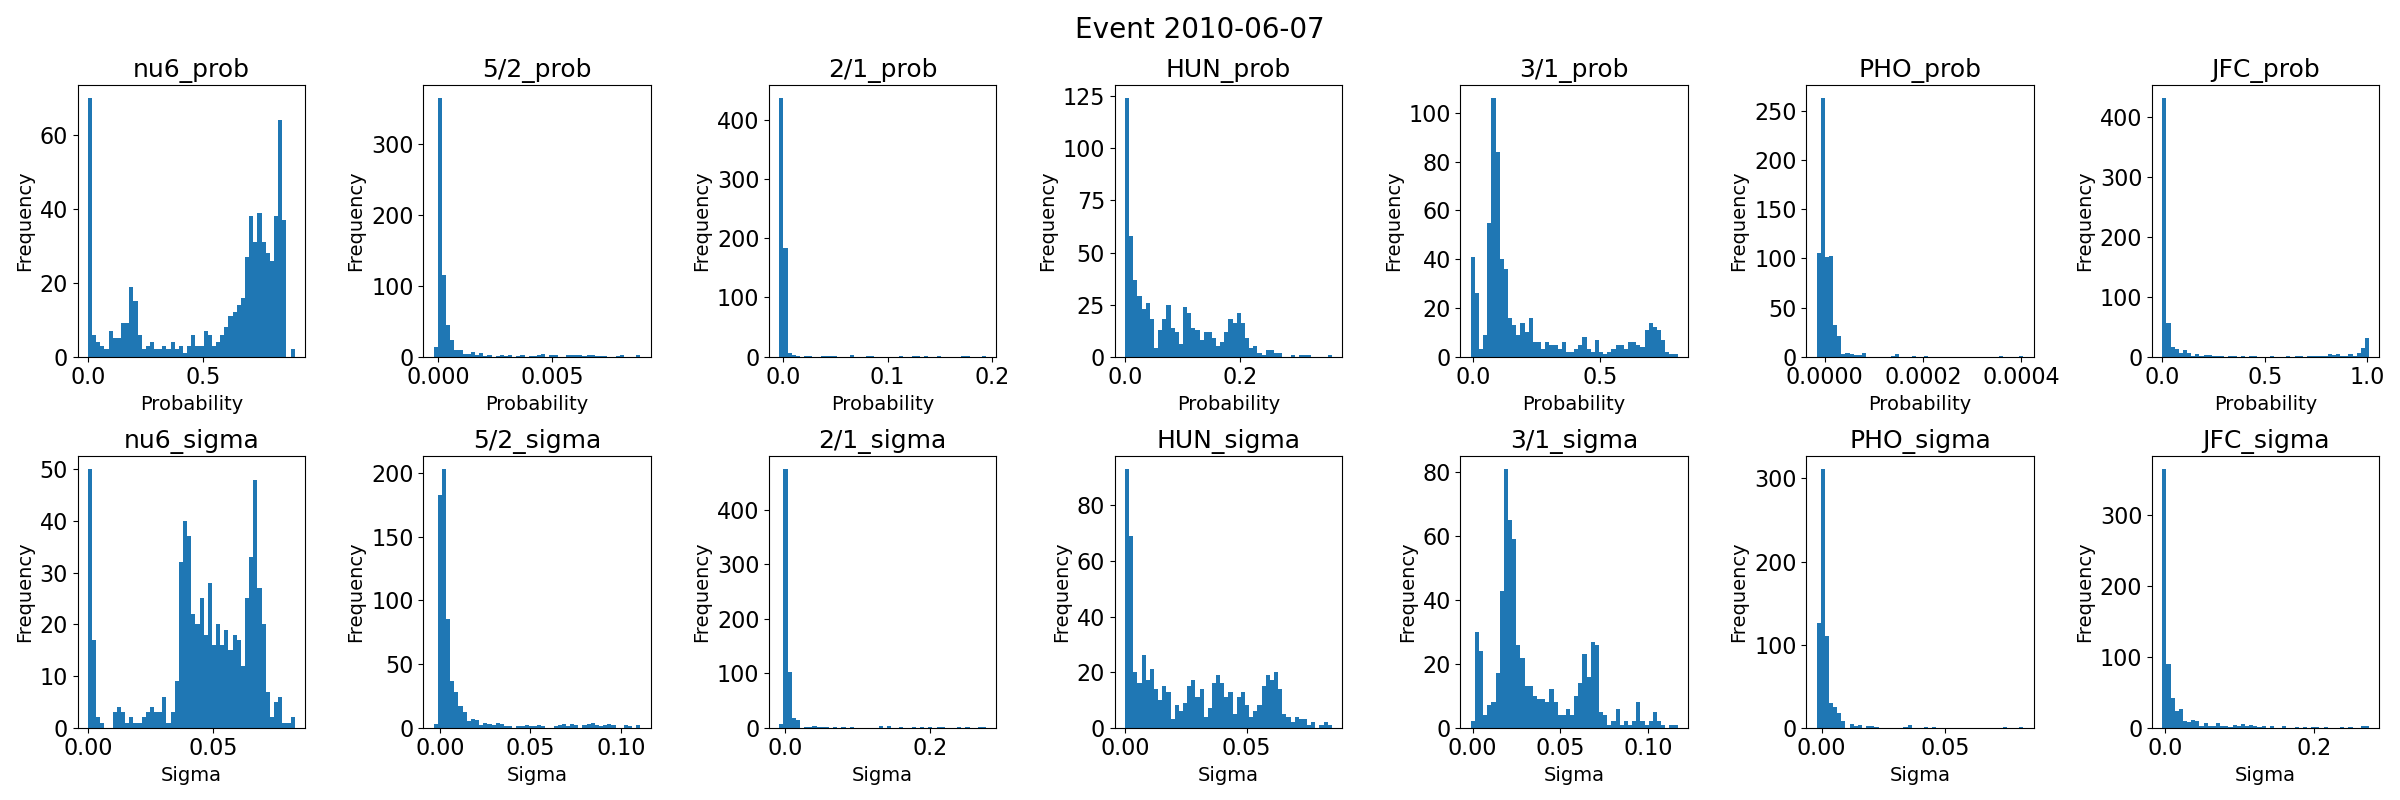 Event 2010-06-07
nu6_prob 5/2_prob 2/1_prob HUN_prob 3/1_prob PHO_prob JFC_prob
Frequency 0 20 40 60 0.0 0.5 Probability
Frequency 0 100 200 300 0.000 0.005 Probability
Frequency 0 100 200 300 400 0.0 0.1 0.2 Probability
Frequency 0 25 50 75 100 125 0.0 0.2 Probability
Frequency 0 20 40 60 80 100 0.0 0.5 Probability
Frequency 0 50 100 150 200 250 0.0000 0.0002 0.0004 Probability
Frequency 0 100 200 300 400 0.0 0.5 1.0 Probability
nu6_sigma 5/2_sigma 2/1_sigma HUN_sigma 3/1_sigma PHO_sigma JFC_sigma
Frequency 0 10 20 30 40 50 0.00 0.05 Sigma
Frequency 0 50 100 150 200 0.00 0.05 0.10 Sigma
Frequency 0 100 200 300 400 0.0 0.2 Sigma
Frequency 0 20 40 60 80 0.00 0.05 Sigma
Frequency 0 20 40 60 80 0.00 0.05 0.10 Sigma
Frequency 0 100 200 300 0.00 0.05 Sigma
Frequency 0 100 200 300 0.0 0.2 Sigma